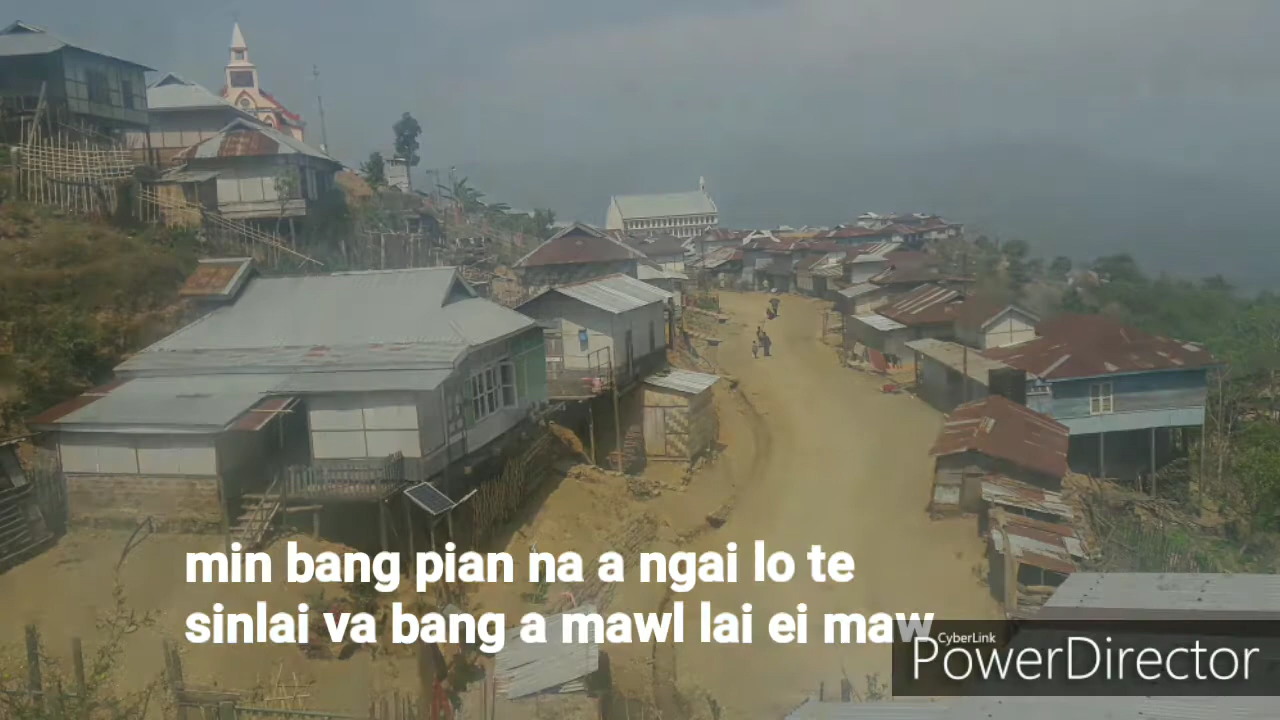 min bang pian na a ngai lo te
sinlai va bang a mawl lai ei maw
CyberLink
PowerDirector